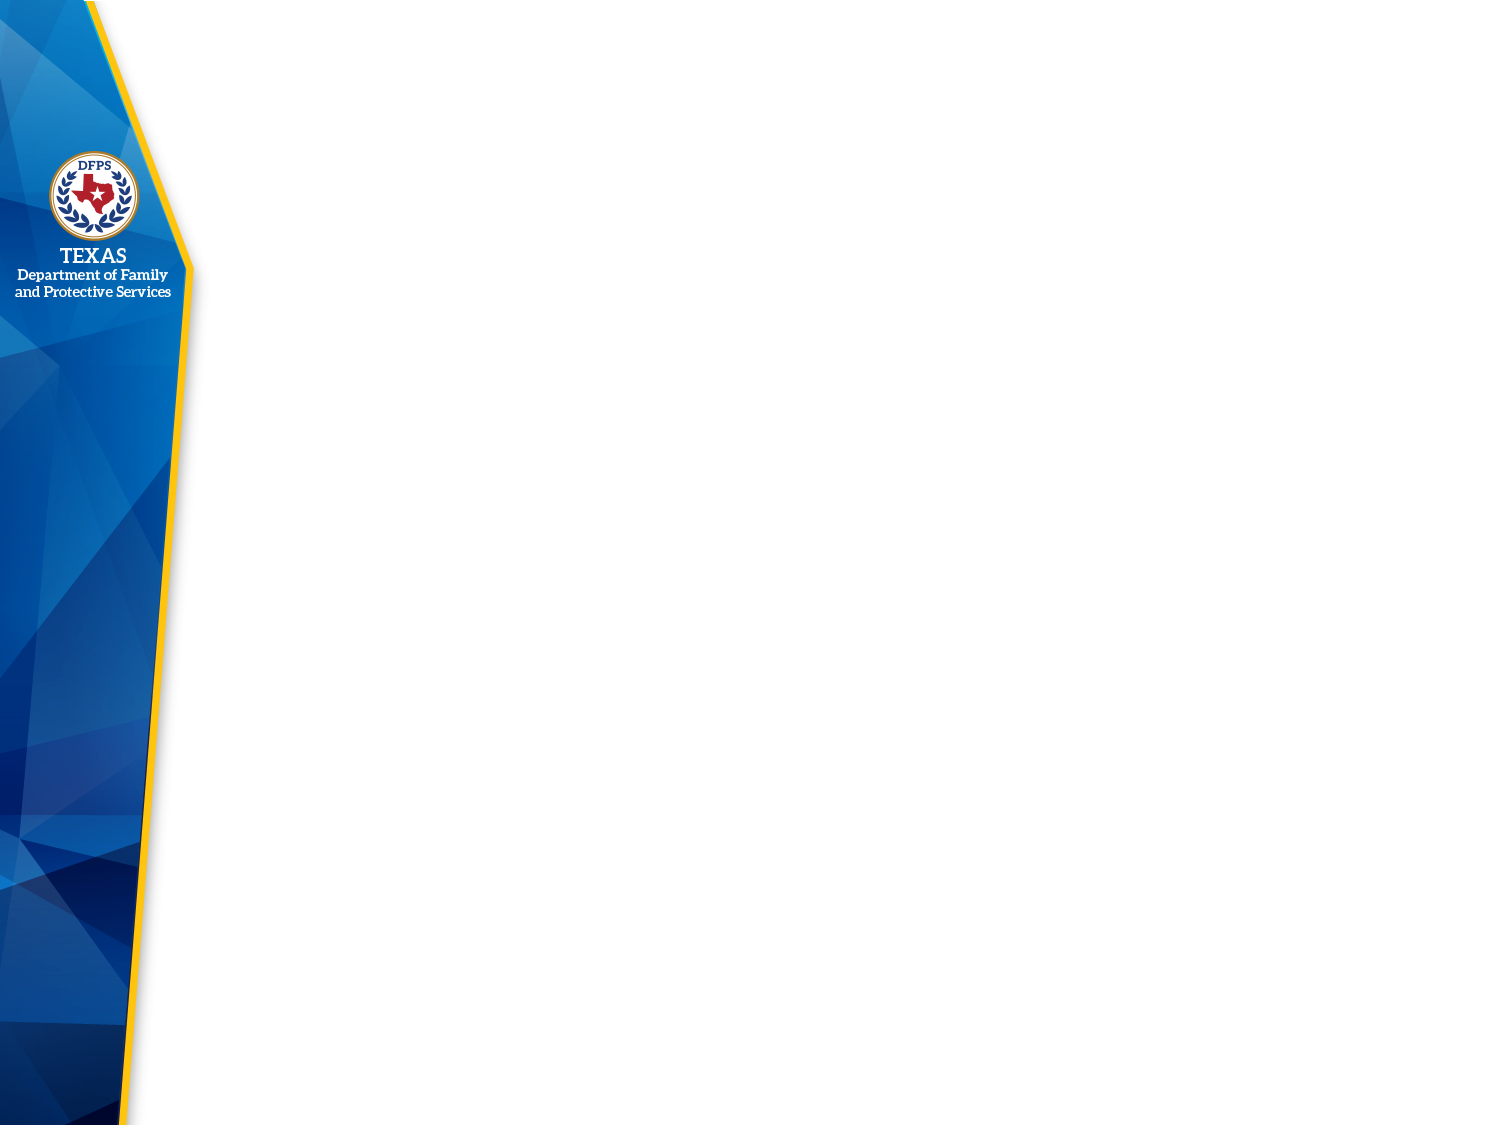 DFPS
TEXAS
Department of Family
and Protective Services